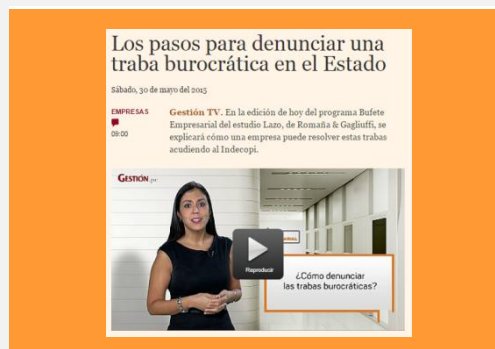 Los pasos para denunciar una
traba burocrática en el Estado
Sábado, 30 de mayo del 2015
EMPRESAS
09:00
Gestión TV. En la edición de hoy del programa Bufete
Empresarial del estudio Lazo, de Romaña & Gagliuffi, se
explicará cómo una empresa puede resolver estas trabas
acudiendo al Indecopi.
GESTIÓN
Reproducir
¿Cómo denunciar
las trabas burocráticas?